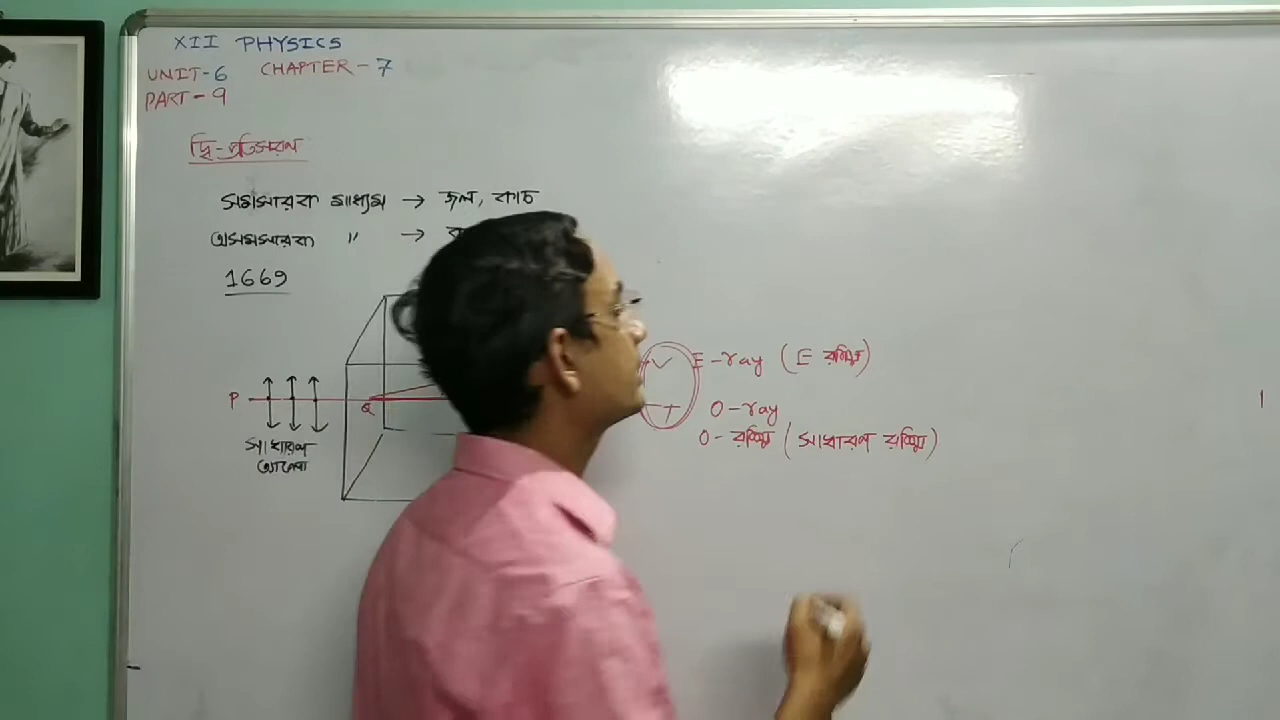 XII PHYSICS
UNIT-6 CHAPTER-7
PART-9
দ্বি-প্রতিসরণ
সমসারক মাধ্যম → জল, কাচ
অসমসারক " →
1669
E-ray (E রশ্মি)
P
Q
O-ray
O-রশ্মি (সাধারণ রশ্মি)
সাধারণ
আলো